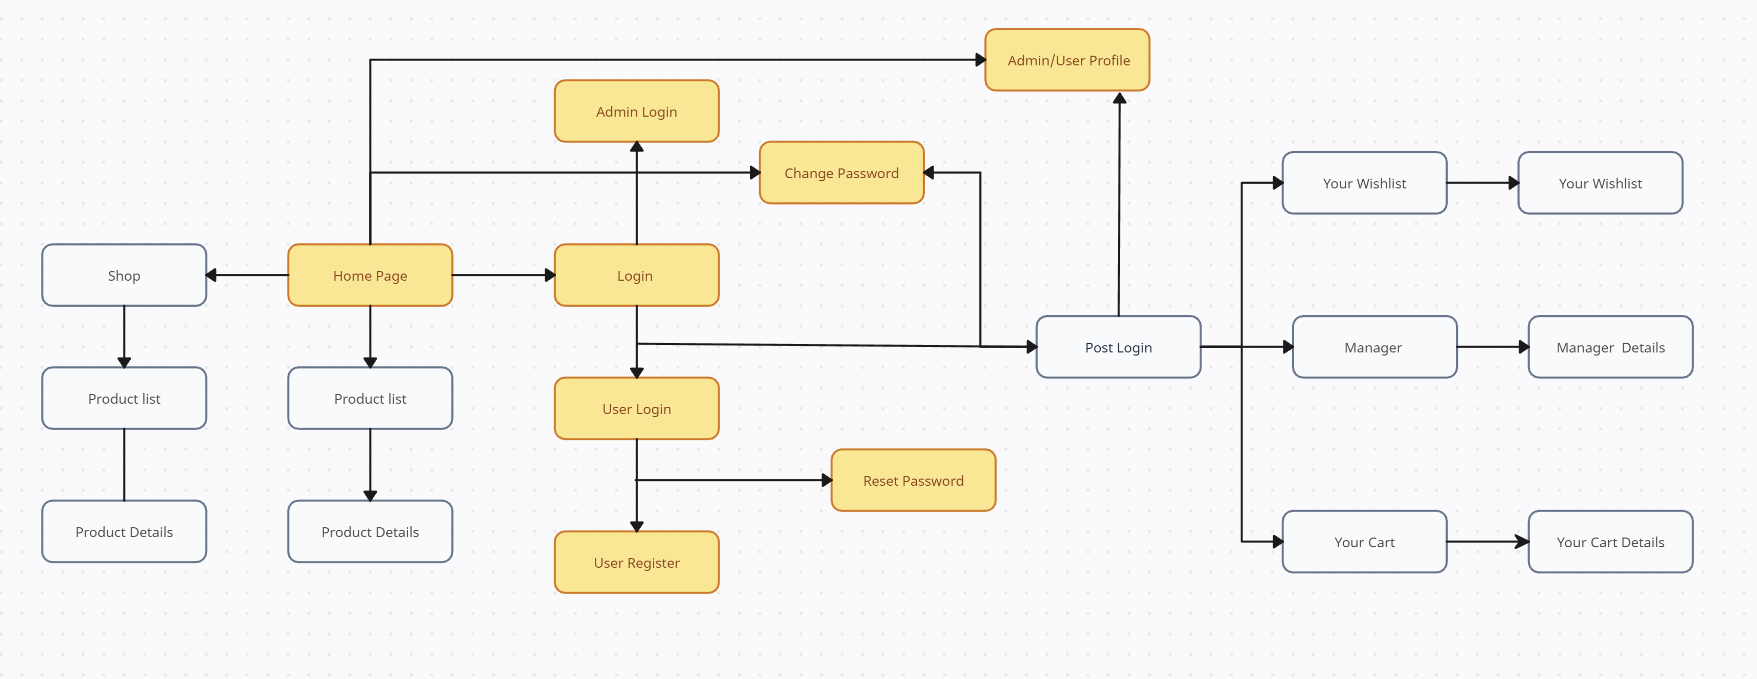 Admin/User Profile
Admin Login
Change Password
Your Wishlist
Your Wishlist
Shop
Home Page
Login
Post Login
Manager
Manager  Details
Product list
Product list
User Login
Reset Password
Product Details
Product Details
Your Cart
Your Cart Details
User Register